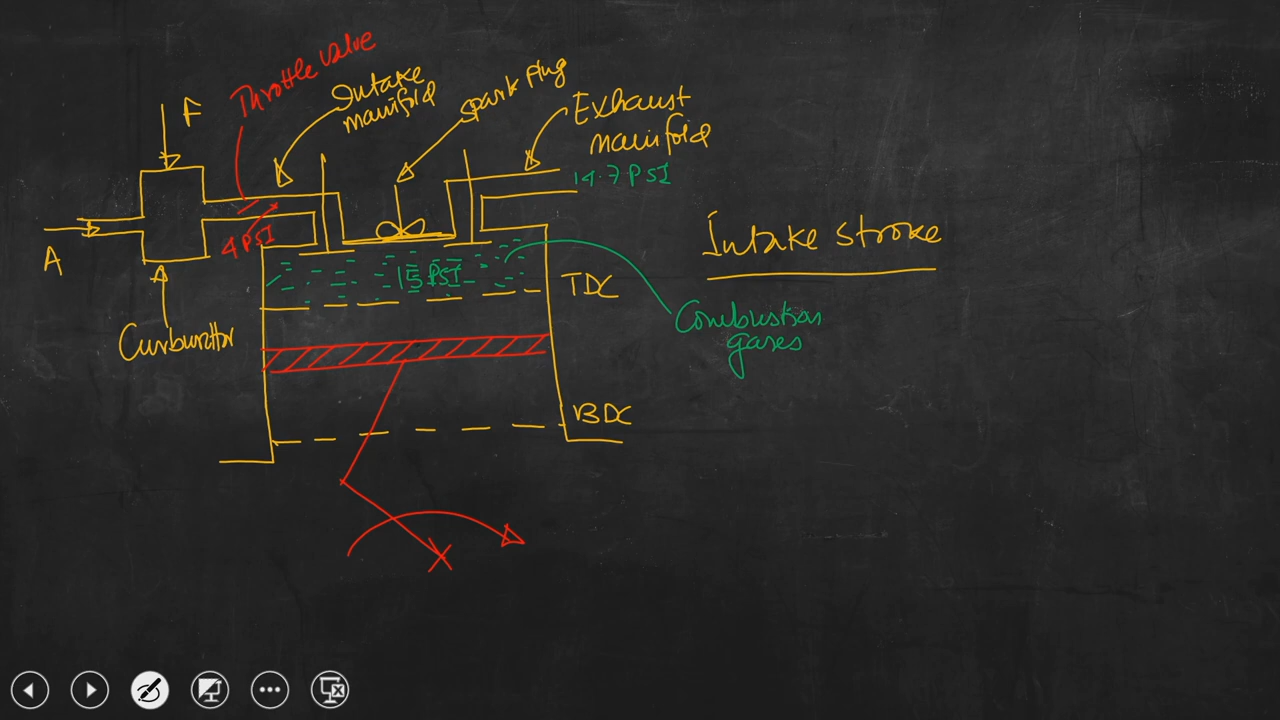 Throttle valve
Intake
manifold
Spark Plug
Exhaust
manifold
14.7 PSI
F
A
4 PSI
15 PSI
Intake stroke
TDC
Combustion
gases
Curburettor
BDC